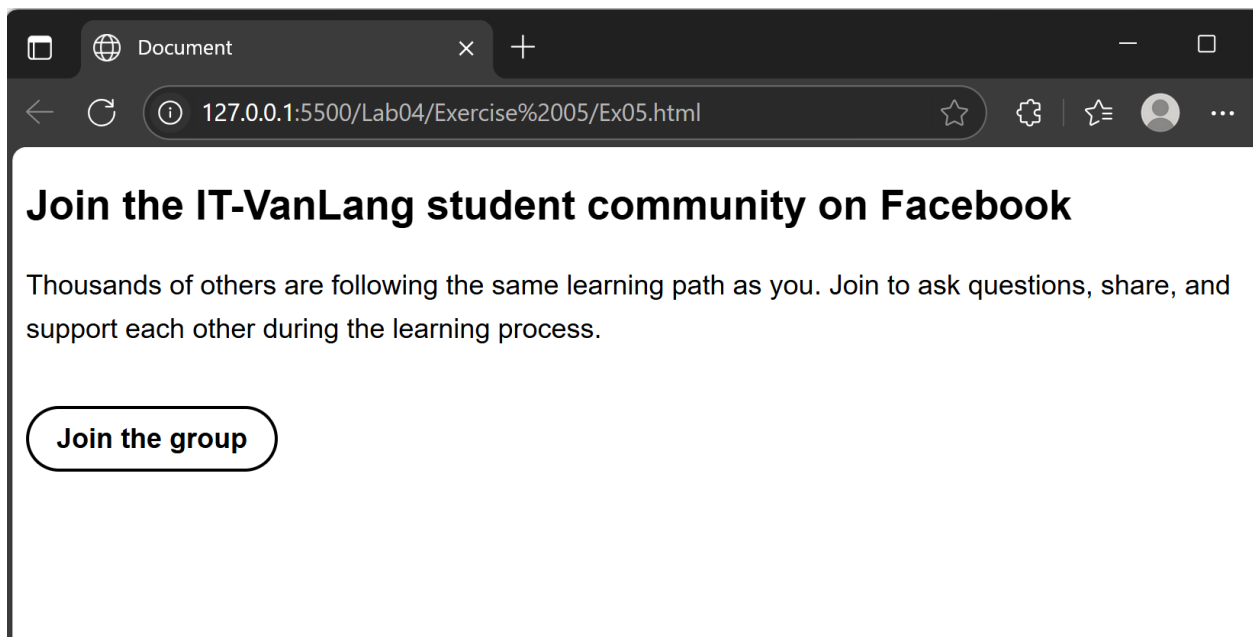 Document
127.0.0.1:5500/Lab04/Exercise%2005/Ex05.html
Join the IT-VanLang student community on Facebook
Thousands of others are following the same learning path as you. Join to ask questions, share, and
support each other during the learning process.
Join the group